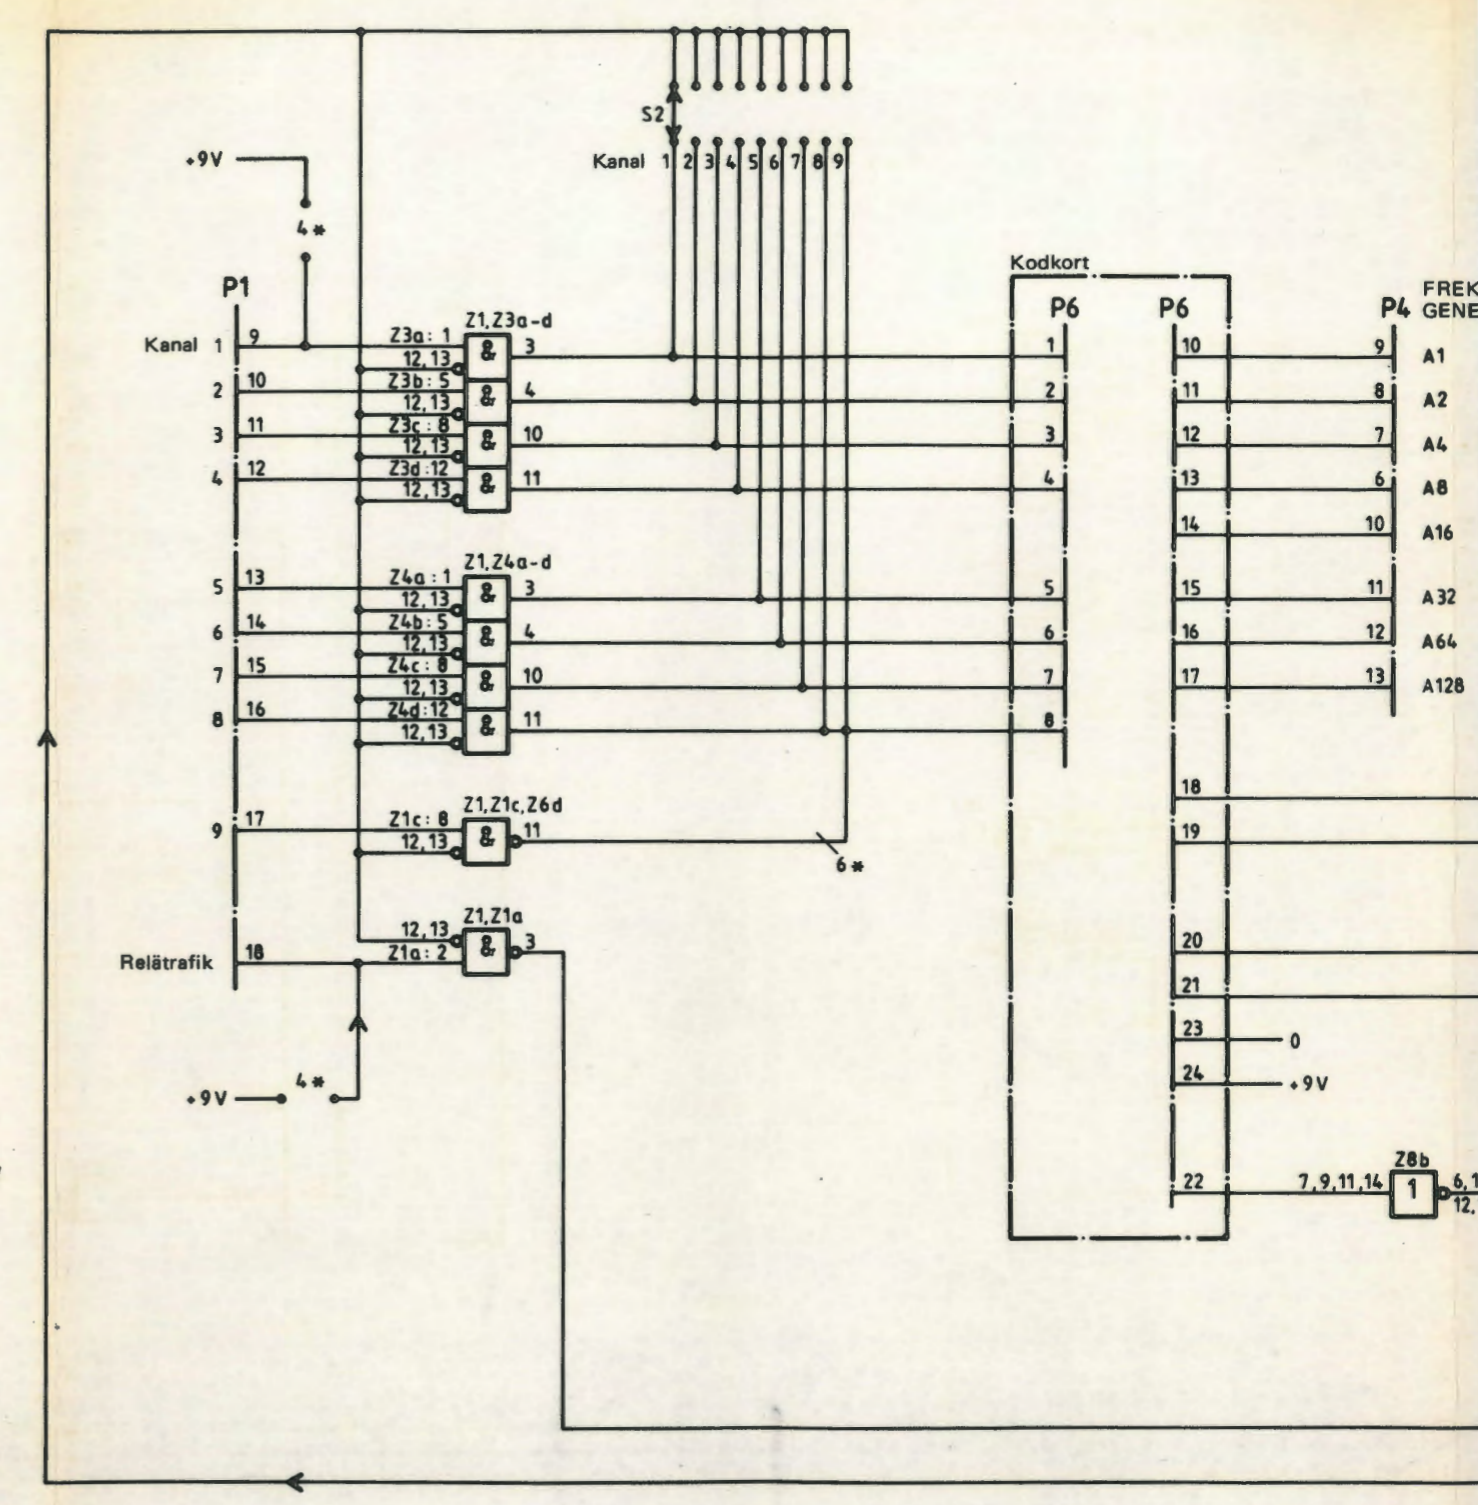 S2
Kanal 1 2 3 4 5 6 7 8 9
+9V
4*
Kodkort
P1
P6 P6 P4
FREK
GENE
Z1,Z3a-d
Kanal 1 9 Z3a: 1 3 1 10 9 A1
12,13
2 10 Z3b: 5 4 2 11 8 A2
12,13
3 11 Z3c: 8 10 3 12 7 A4
12,13
4 12 Z3d:12 11 4 13 6 A8
12,13
14 10 A16
Z1,Z4a-d
5 13 Z4a: 1 3 5 15 11 A32
12,13
6 14 Z4b: 5 4 6 16 12 A64
12,13
7 15 Z4c: 8 10 7 17 13 A128
12,13
8 16 Z4d:12 11 8
12,13
18
Z1,Z1c,Z6d
9 17 Z1c: 8 & 11 19
12,13
6*
Z1,Z1a
12,13 & 3 20
Relätrafik 18 Z1a: 2
21
23 0
24 +9V
+9V 4*
Z8b
22 7,9,11,14 1 6,1
12,